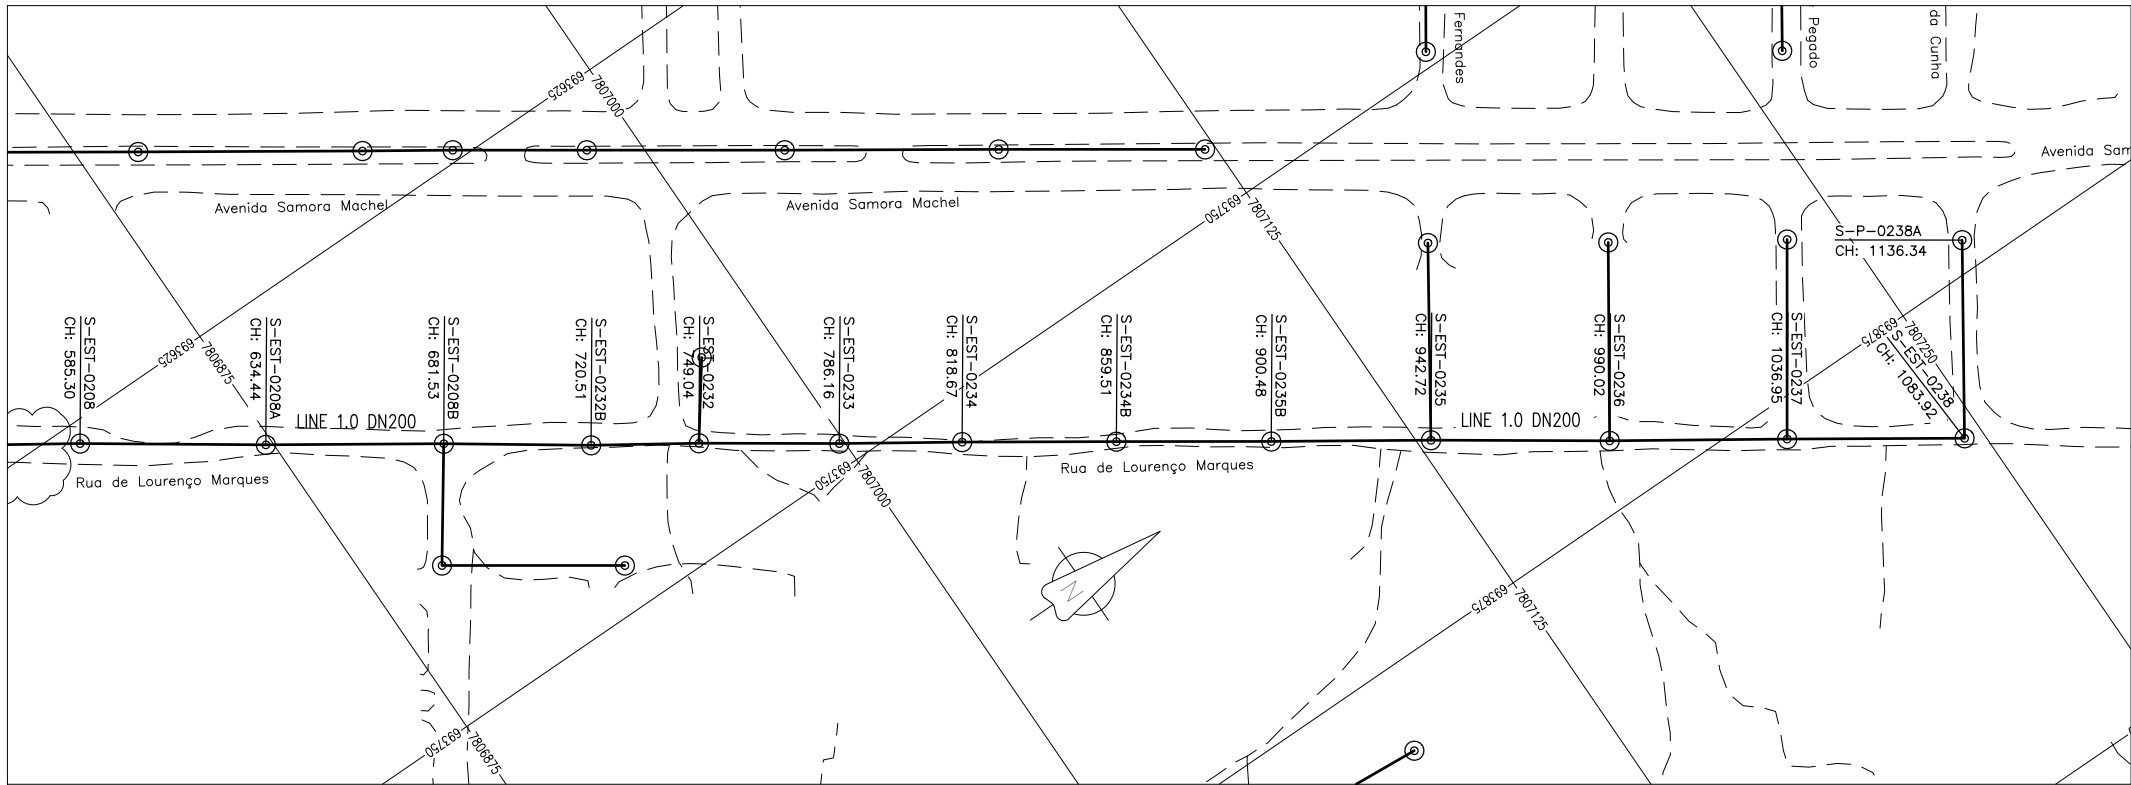 Fernandes
Pegado
da Cunha
693625
7807000
Avenida Sam
Avenida Samora Machel
Avenida Samora Machel
693750
7807125
S-P-0238A
CH: 1136.34
693625
7806875
693875
7807250
S-EST-0208
CH: 585.30
S-EST-0208A
CH: 634.44
S-EST-0208B
CH: 681.53
S-EST-0232B
CH: 720.51
S-EST-0232
CH: 749.04
S-EST-0233
CH: 786.16
S-EST-0234
CH: 818.67
S-EST-0234B
CH: 859.51
S-EST-0235B
CH: 900.48
S-EST-0235
CH: 942.72
S-EST-0236
CH: 990.02
S-EST-0237
CH: 1036.95
S-EST-0238
CH: 1083.92
LINE 1.0 DN200
LINE 1.0 DN200
Rua de Lourenço Marques
Rua de Lourenço Marques
693750
7807000
N
693875
7807125
693750
7806875